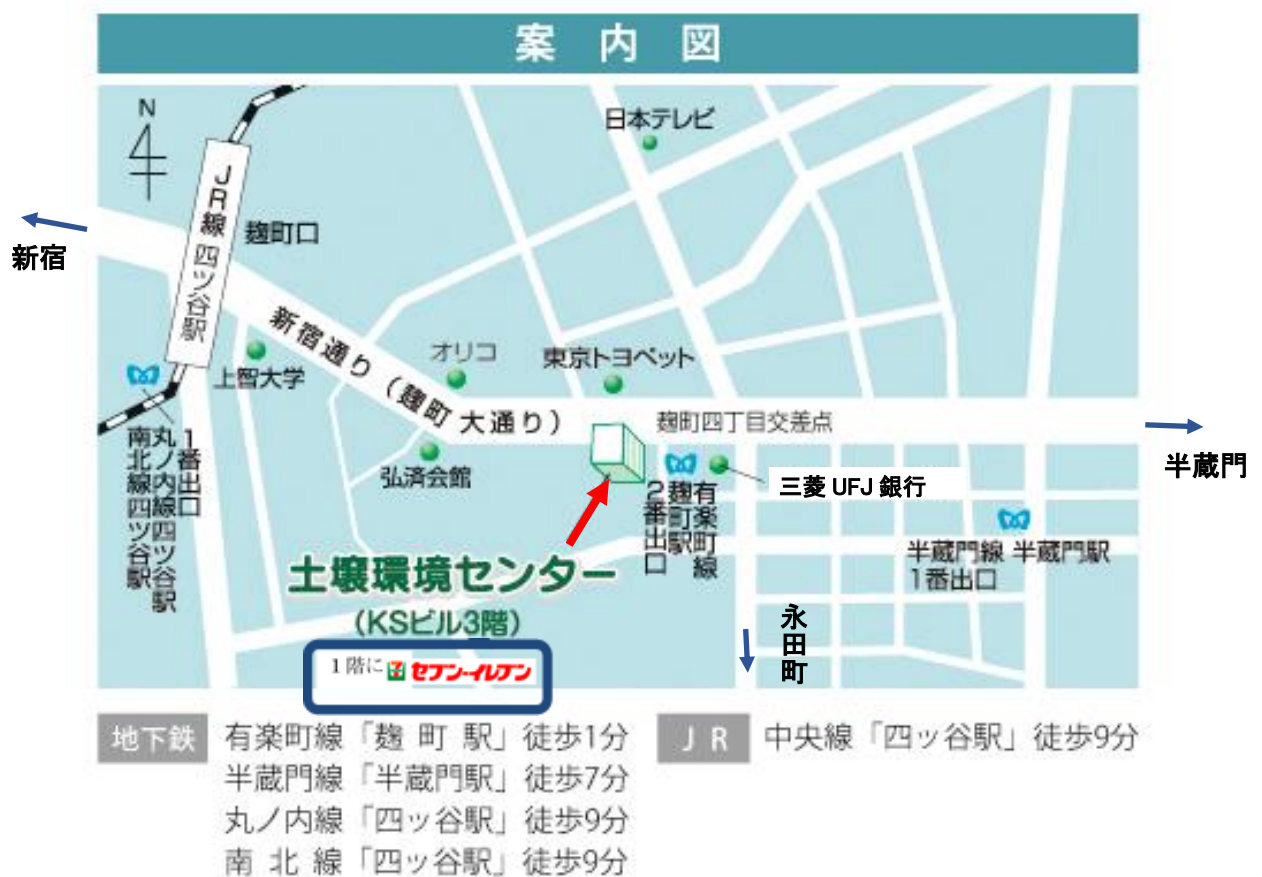 案内図
N
日本テレビ
JR線 四ツ谷駅
麹町口
新宿
新宿通り(麹町大通り)
オリコ
東京トヨペット
上智大学
麹町四丁目交差点
半蔵門
弘済会館
三菱UFJ銀行
1番出口
丸ノ内線四ツ谷駅
南北線四ツ谷駅
有楽町線
麹町駅
2番出口
半蔵門線 半蔵門駅
1番出口
土壌環境センター
(KSビル3階)
永田町
1階に セブン-イレブン
地下鉄 有楽町線「麹町駅」徒歩1分
半蔵門線「半蔵門駅」徒歩7分
丸ノ内線「四ッ谷駅」徒歩9分
南北線「四ッ谷駅」徒歩9分
JR 中央線「四ッ谷駅」徒歩9分